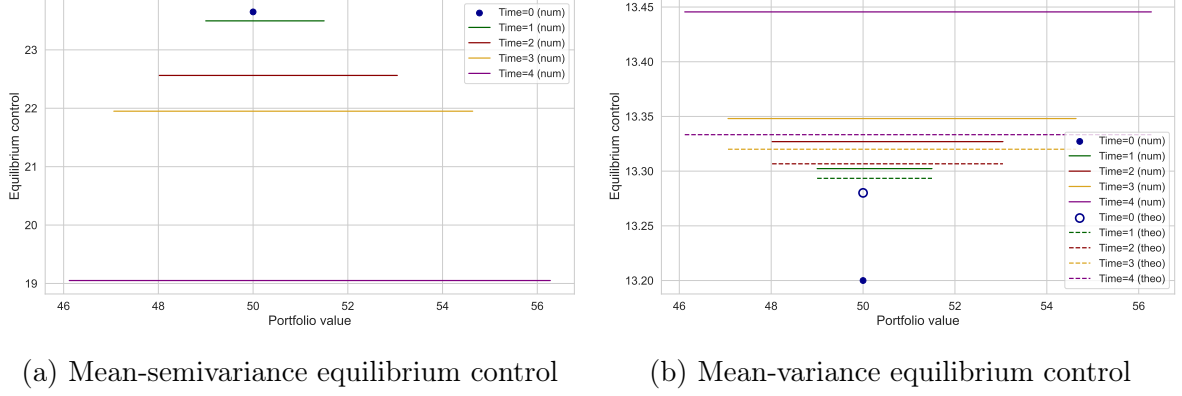 23
22
21
20
19
Equilibrium control
46 48 50 52 54 56
Portfolio value
Time=0 (num)
Time=1 (num)
Time=2 (num)
Time=3 (num)
Time=4 (num)
(a) Mean-semivariance equilibrium control
13.45
13.40
13.35
13.30
13.25
13.20
Equilibrium control
46 48 50 52 54 56
Portfolio value
Time=0 (num)
Time=1 (num)
Time=2 (num)
Time=3 (num)
Time=4 (num)
Time=0 (theo)
Time=1 (theo)
Time=2 (theo)
Time=3 (theo)
Time=4 (theo)
(b) Mean-variance equilibrium control